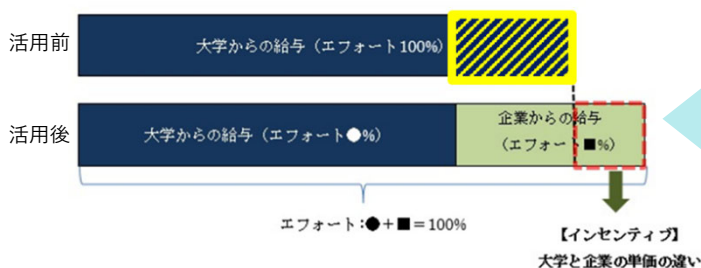 活用前
大学からの給与（エフォート100%）
活用後
大学からの給与（エフォート●%）
企業からの給与
（エフォート■%）
エフォート：●＋■＝100%
【インセンティブ】
大学と企業の単価の違い